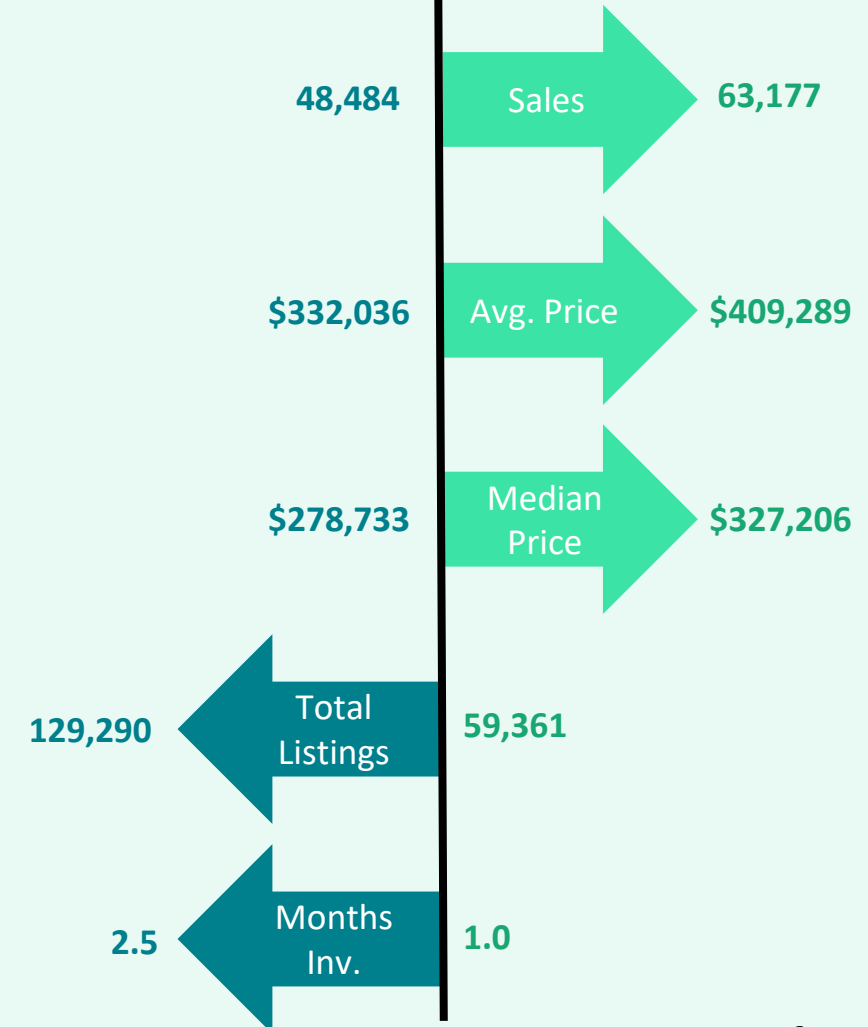 48,484 Sales 63,177
$332,036 Avg. Price $409,289
$278,733 Median Price $327,206
129,290 Total Listings 59,361
2.5 Months Inv. 1.0